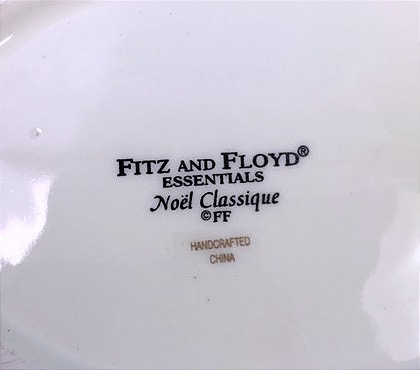 FITZ AND FLOYD®
ESSENTIALS
Noël Classique
©FF
HANDCRAFTED
CHINA